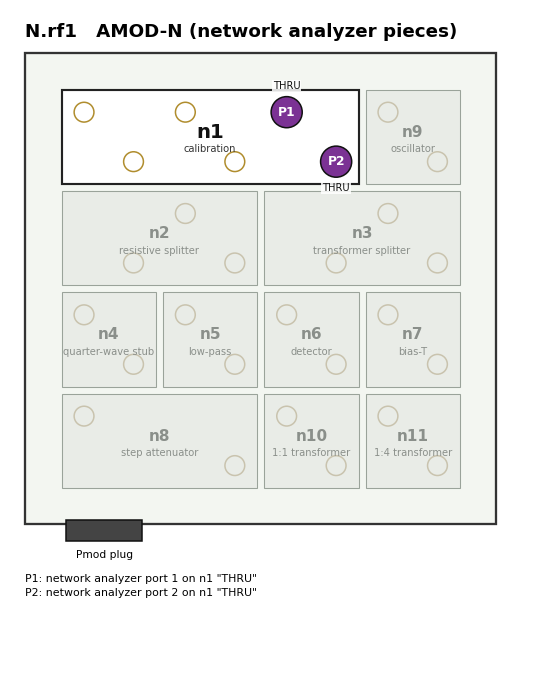 N.rf1   AMOD-N (network analyzer pieces)
THRU
P1
n1
calibration
P2
THRU
n9
oscillator
n2
resistive splitter
n3
transformer splitter
n4
quarter-wave stub
n5
low-pass
n6
detector
n7
bias-T
n8
step attenuator
n10
1:1 transformer
n11
1:4 transformer
Pmod plug
P1: network analyzer port 1 on n1 "THRU"
P2: network analyzer port 2 on n1 "THRU"